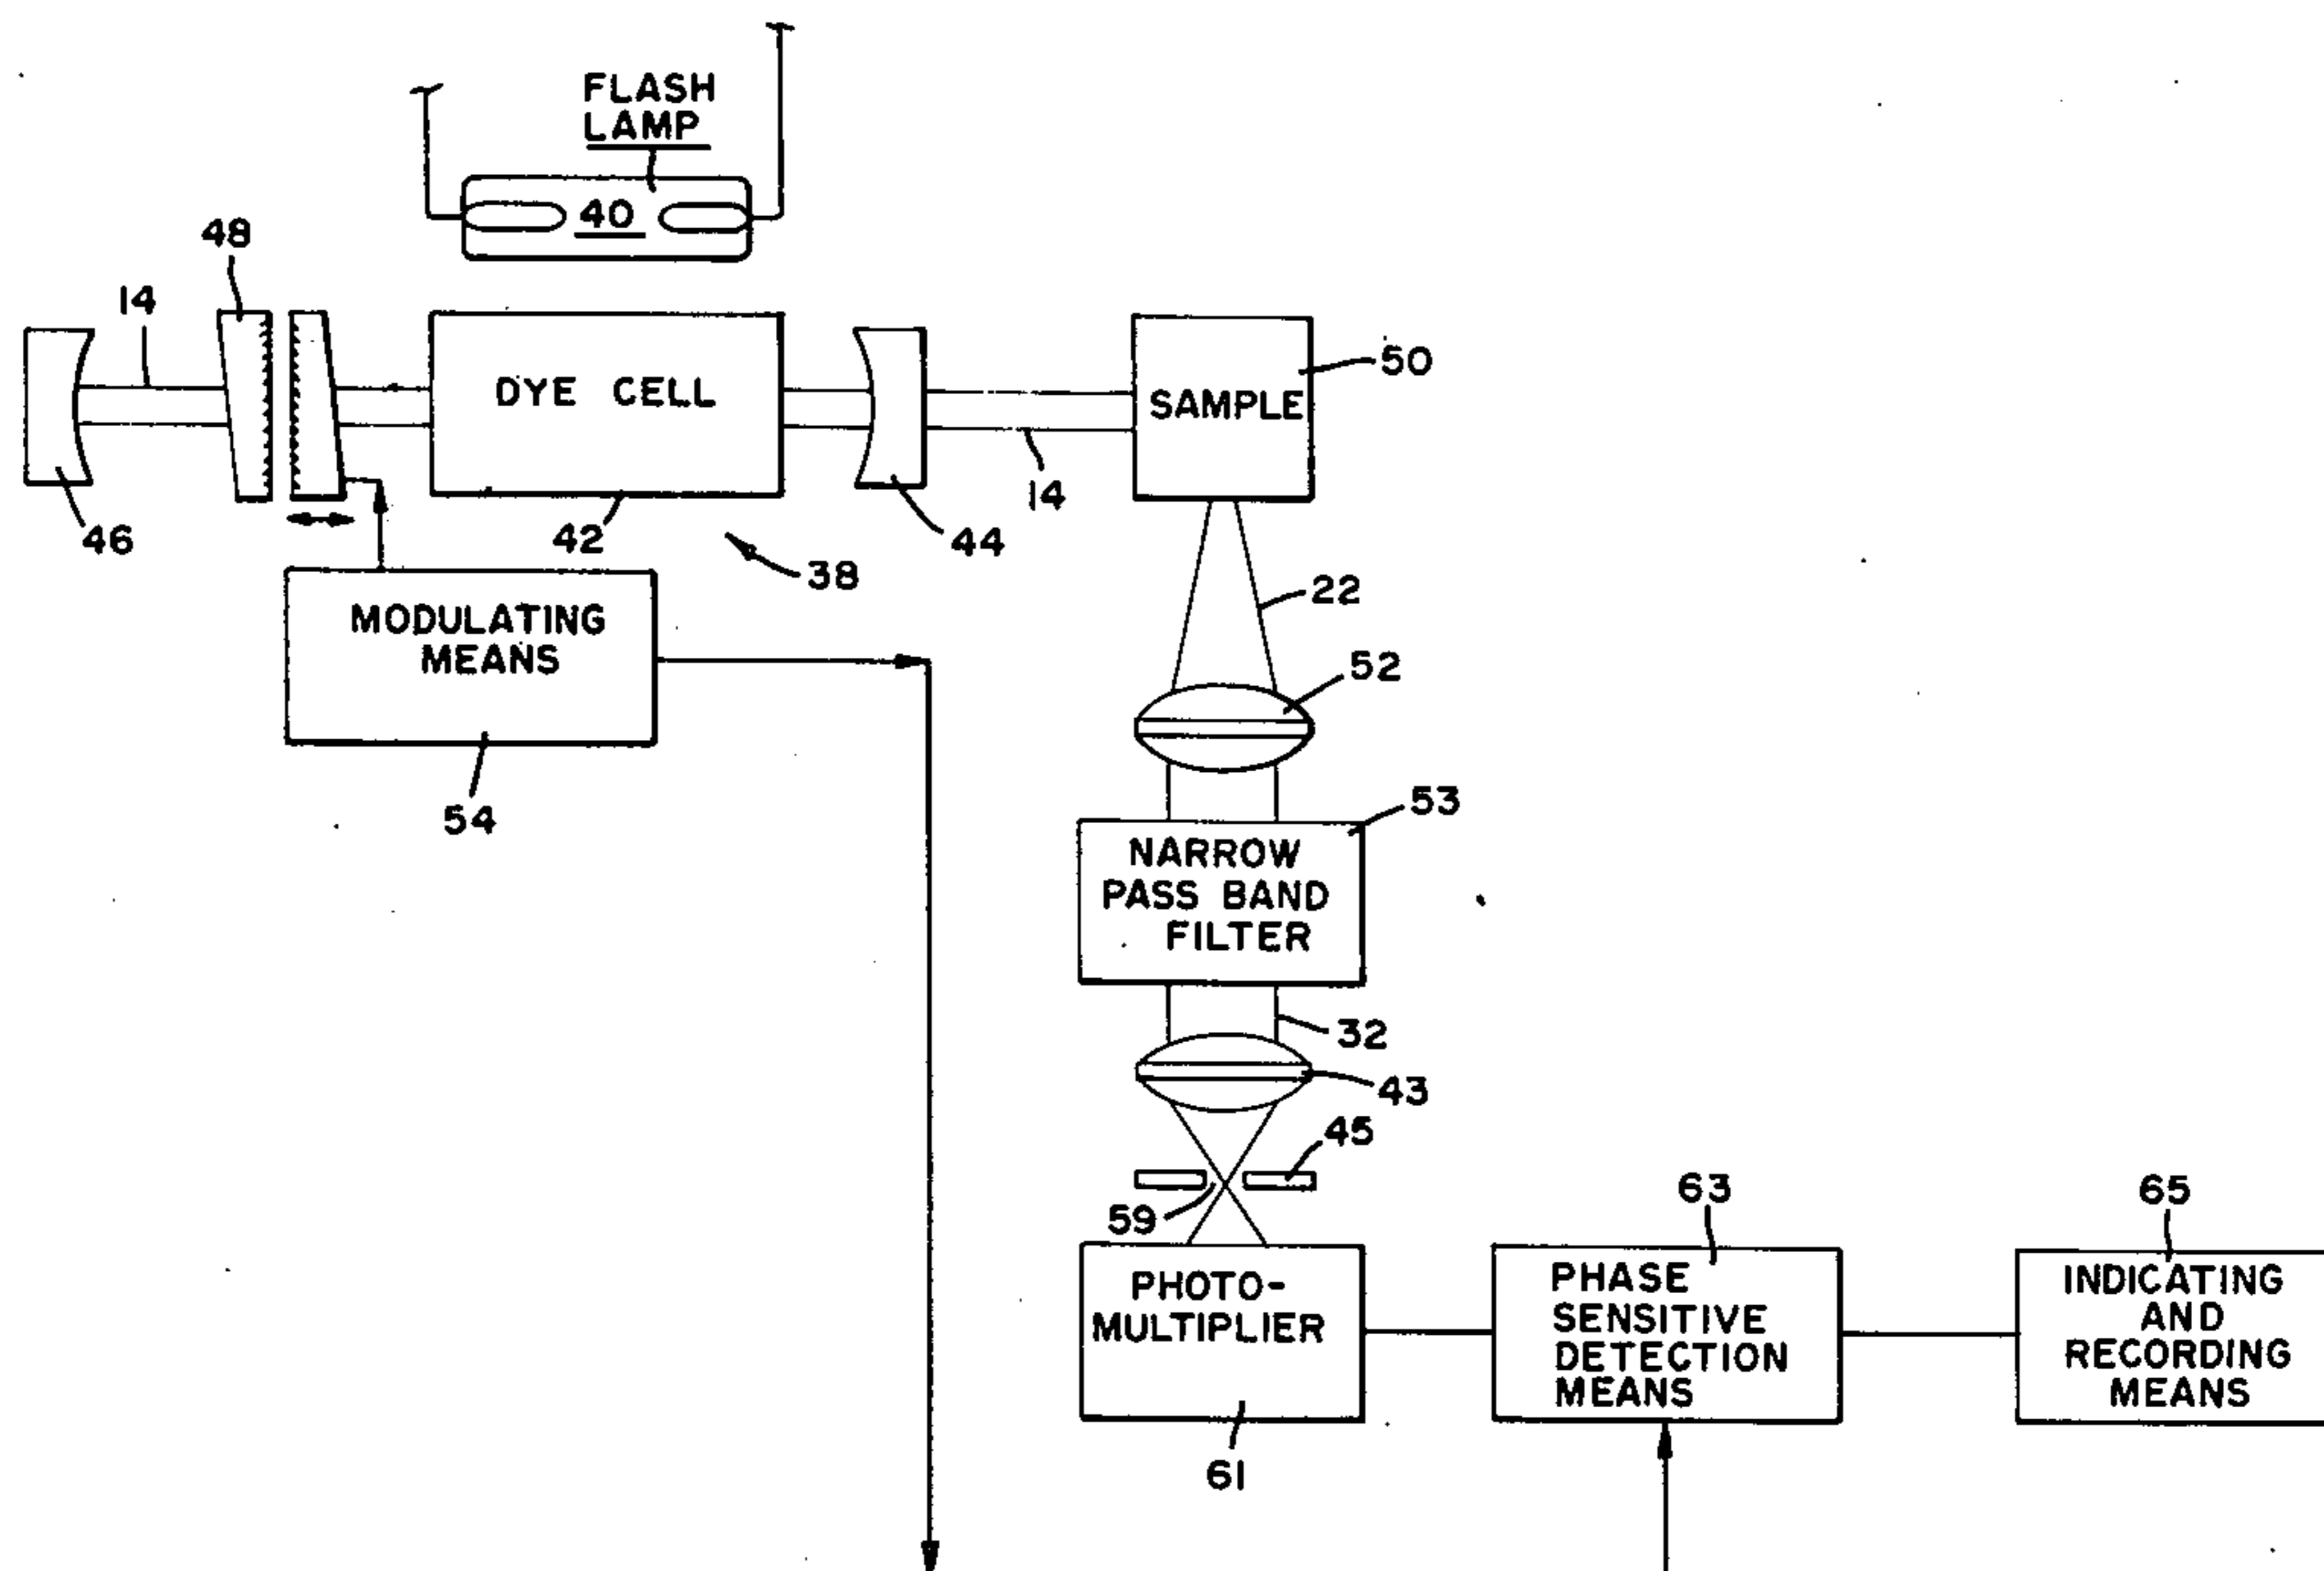 FLASH
LAMP
40
48
14
46
DYE CELL
42
44
38
14
SAMPLE
50
MODULATING
MEANS
54
22
52
53
NARROW
PASS BAND
FILTER
32
43
45
59
PHOTO-
MULTIPLIER
61
63
PHASE
SENSITIVE
DETECTION
MEANS
65
INDICATING
AND
RECORDING
MEANS